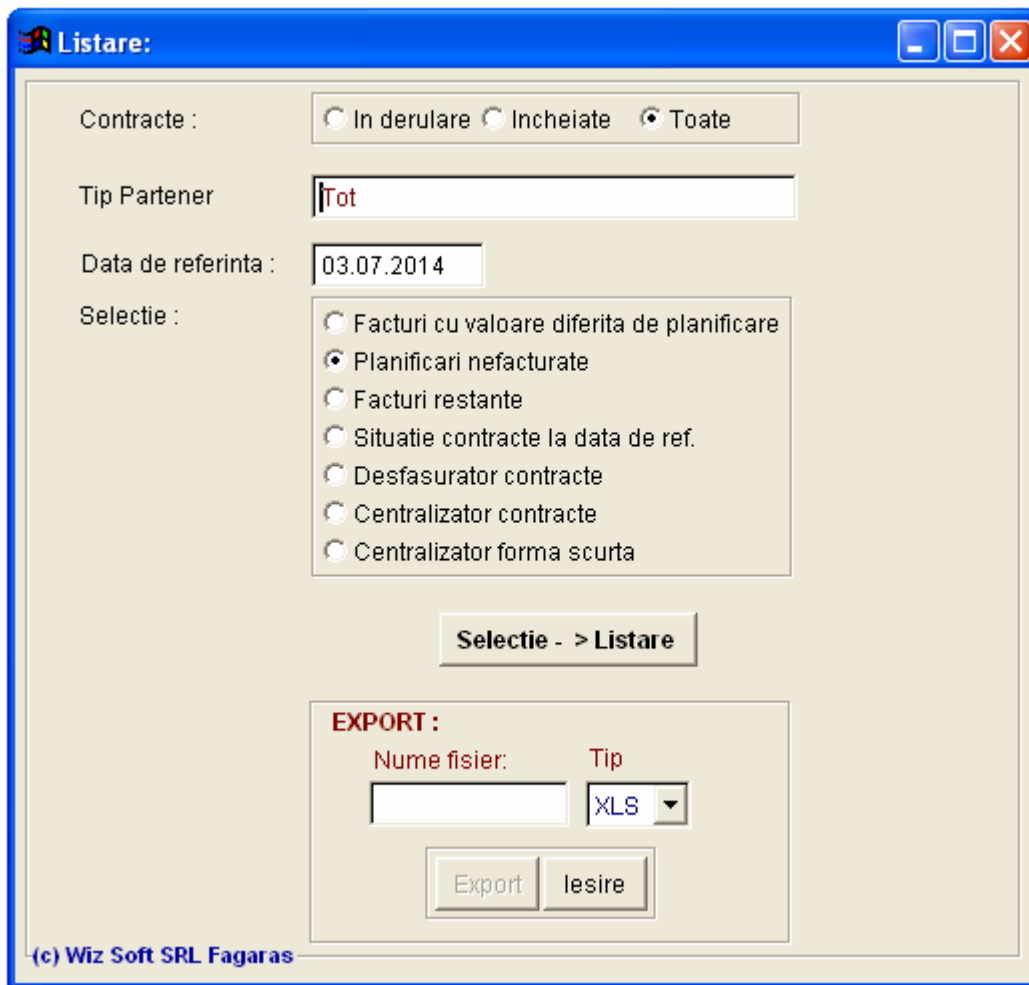 Listare:
Contracte : In derulare Incheiate Toate
Tip Partener Tot
Data de referinta : 03.07.2014
Selectie : Facturi cu valoare diferita de planificare
Planificari nefacturate
Facturi restante
Situatie contracte la data de ref.
Desfasurator contracte
Centralizator contracte
Centralizator forma scurta
Selectie - > Listare
EXPORT :
Nume fisier: Tip
XLS
Export Iesire
(c) Wiz Soft SRL Fagaras